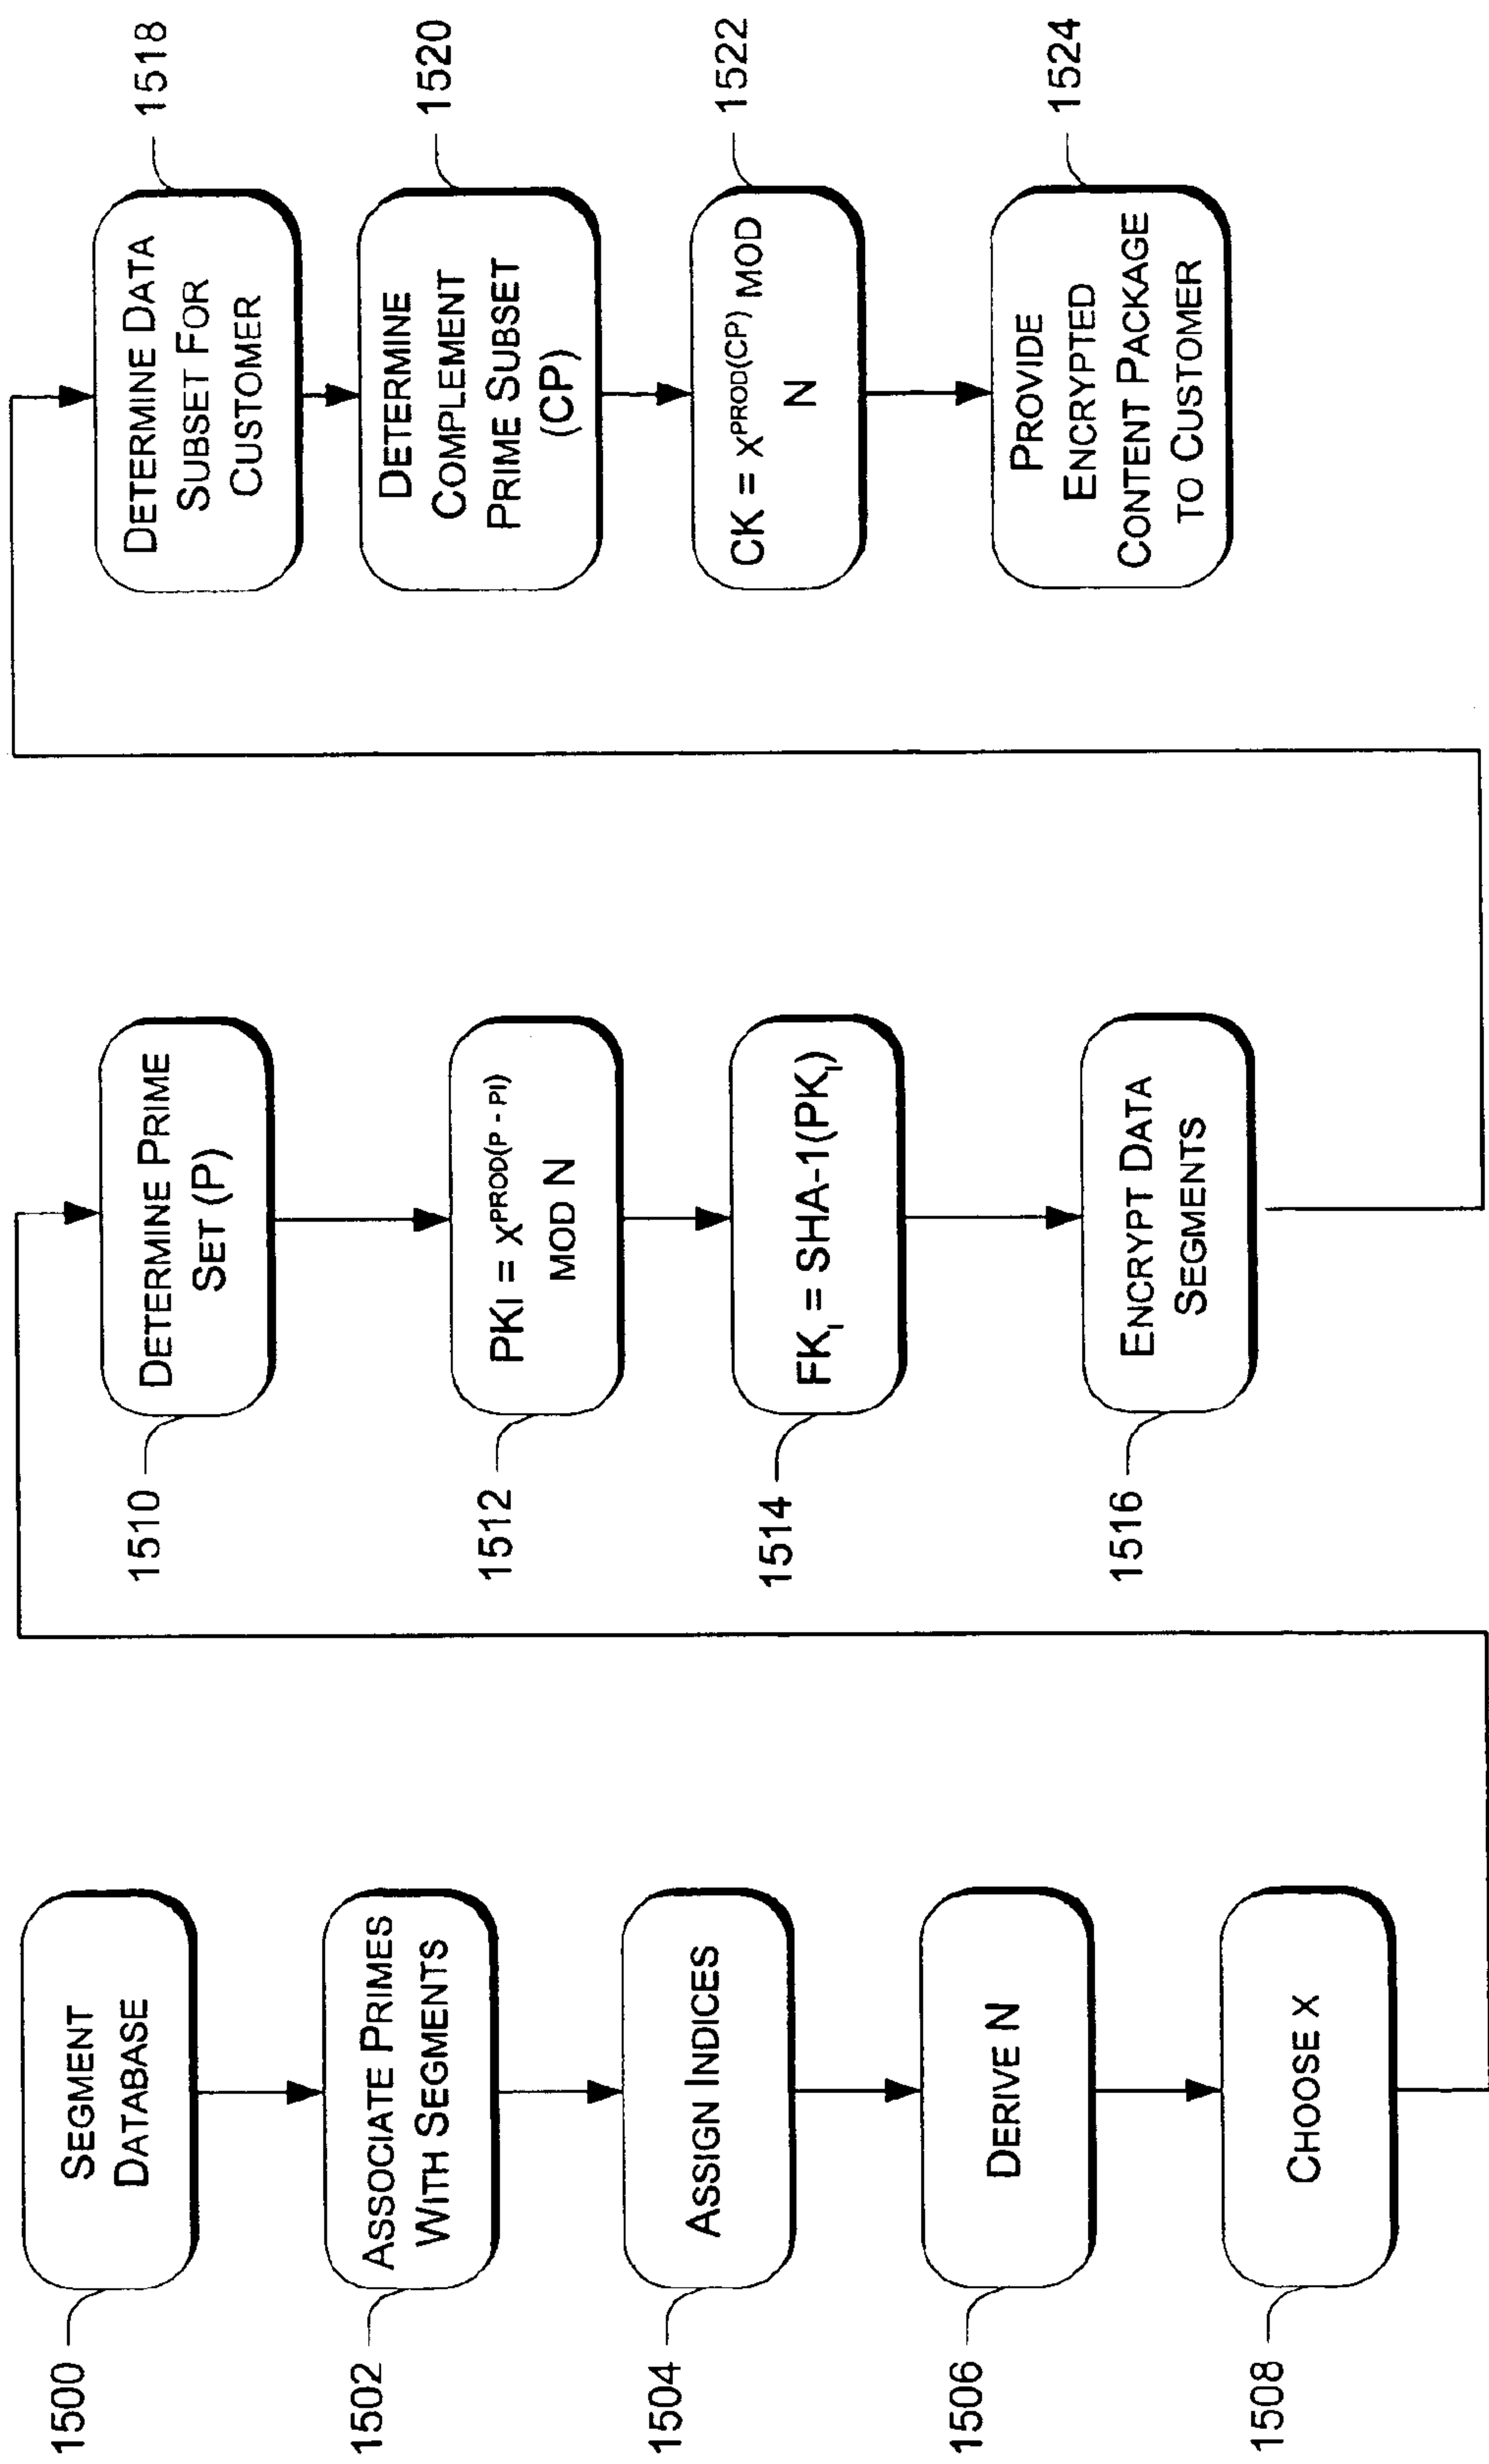 1500
SEGMENT
DATABASE
1502
ASSOCIATE PRIMES
WITH SEGMENTS
1504
ASSIGN INDICES
1506
DERIVE N
1508
CHOOSE X
1510
DETERMINE PRIME
SET (P)
1512
PKI = X^PROD(P - PI)
MOD N
1514
FK_I = SHA-1(PK_I)
1516
ENCRYPT DATA
SEGMENTS
DETERMINE DATA
SUBSET FOR
CUSTOMER
1518
DETERMINE
COMPLEMENT
PRIME SUBSET
(CP)
1520
CK = X^PROD(CP) MOD
N
1522
PROVIDE
ENCRYPTED
CONTENT PACKAGE
TO CUSTOMER
1524